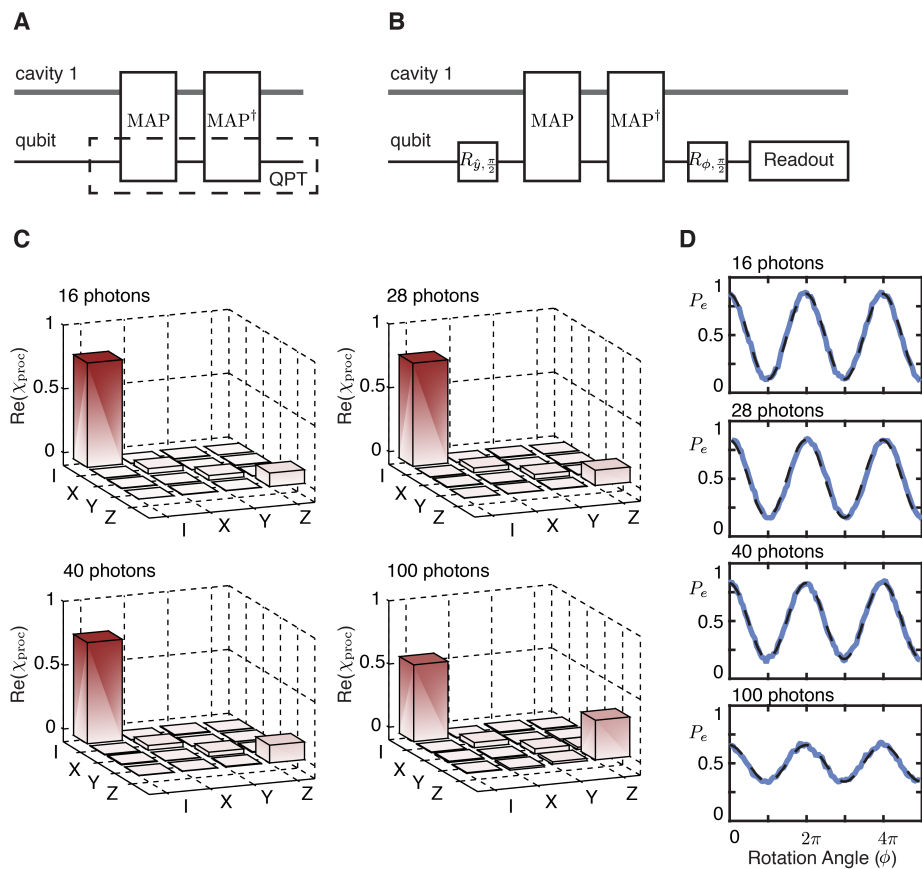 A
cavity 1
MAP
MAP†
qubit
QPT
B
cavity 1
MAP
MAP†
qubit
R_{ŷ, π/2}
R_{ϕ, π/2}
Readout
C
16 photons
1
0.5
0
Re(χ_proc)
I
X
Y
Z
I
X
Y
Z
28 photons
1
0.5
0
Re(χ_proc)
I
X
Y
Z
I
X
Y
Z
40 photons
1
0.5
0
Re(χ_proc)
I
X
Y
Z
I
X
Y
Z
100 photons
1
0.5
0
Re(χ_proc)
I
X
Y
Z
I
X
Y
Z
D
16 photons
1
P_e
0.5
0
28 photons
1
P_e
0.5
0
40 photons
1
P_e
0.5
0
100 photons
1
P_e
0.5
0
0 2π 4π
Rotation Angle (ϕ)